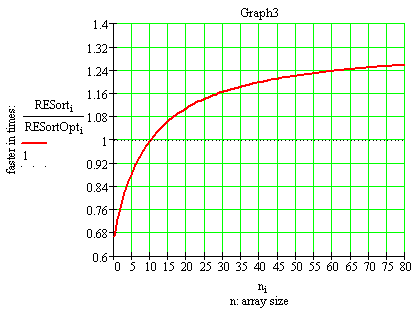 Graph3
1.4
1.32
1.24
1.16
1.08
1
0.92
0.84
0.76
0.68
0.6
faster in times:
RESort i
RESortOpt i
1
0 5 10 15 20 25 30 35 40 45 50 55 60 65 70 75 80
n i
n: array size